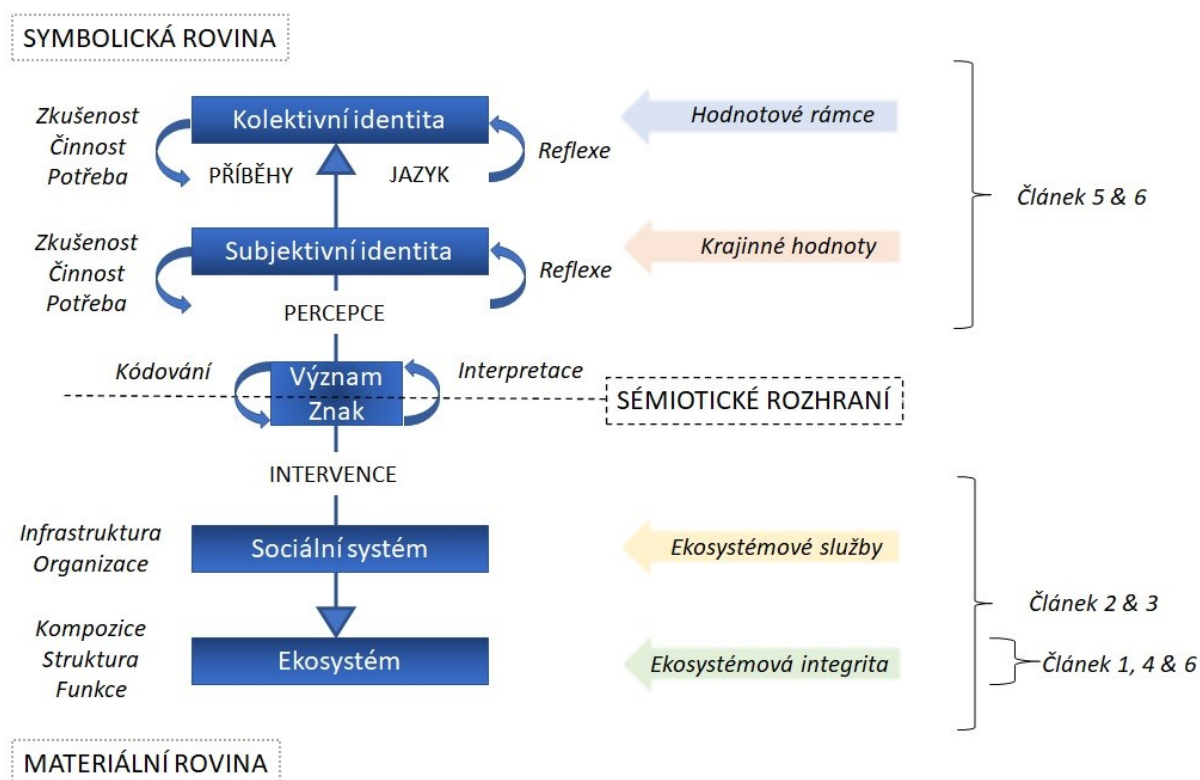 SYMBOLICKÁ ROVINA
Zkušenost
Činnost
Potřeba
Kolektivní identita
PŘÍBĚHY
JAZYK
Reflexe
Hodnotové rámce
Článek 5 & 6
Zkušenost
Činnost
Potřeba
Subjektivní identita
Reflexe
Krajinné hodnoty
PERCEPCE
Kódování
Význam
Znak
Interpretace
SÉMIOTICKÉ ROZHRANÍ
INTERVENCE
Infrastruktura
Organizace
Sociální systém
Ekosystémové služby
Článek 2 & 3
Kompozice
Struktura
Funkce
Ekosystém
Ekosystémová integrita
Článek 1, 4 & 6
MATERIÁLNÍ ROVINA